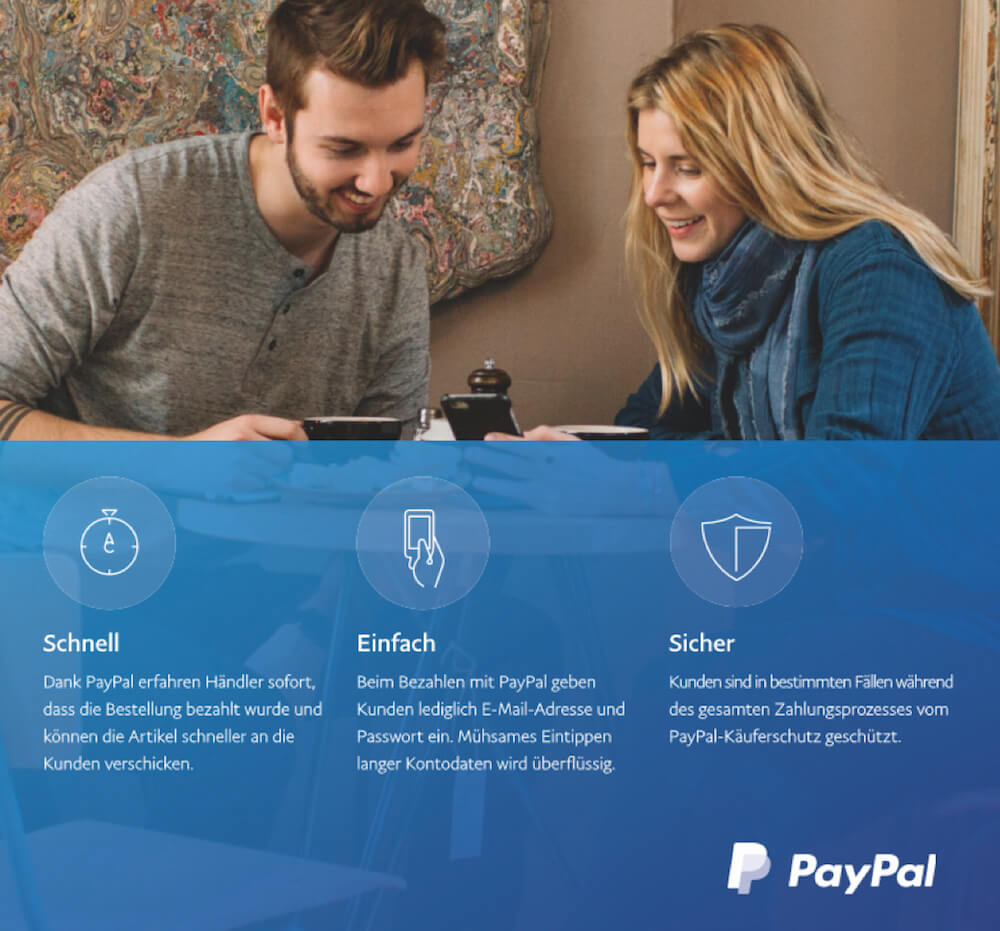 Schnell
Dank PayPal erfahren Händler sofort,
dass die Bestellung bezahlt wurde und
können die Artikel schneller an die
Kunden verschicken.
Einfach
Beim Bezahlen mit PayPal geben
Kunden lediglich E-Mail-Adresse und
Passwort ein. Mühsames Eintippen
langer Kontodaten wird überflüssig.
Sicher
Kunden sind in bestimmten Fällen während
des gesamten Zahlungsprozesses vom
PayPal-Käuferschutz geschützt.
PayPal